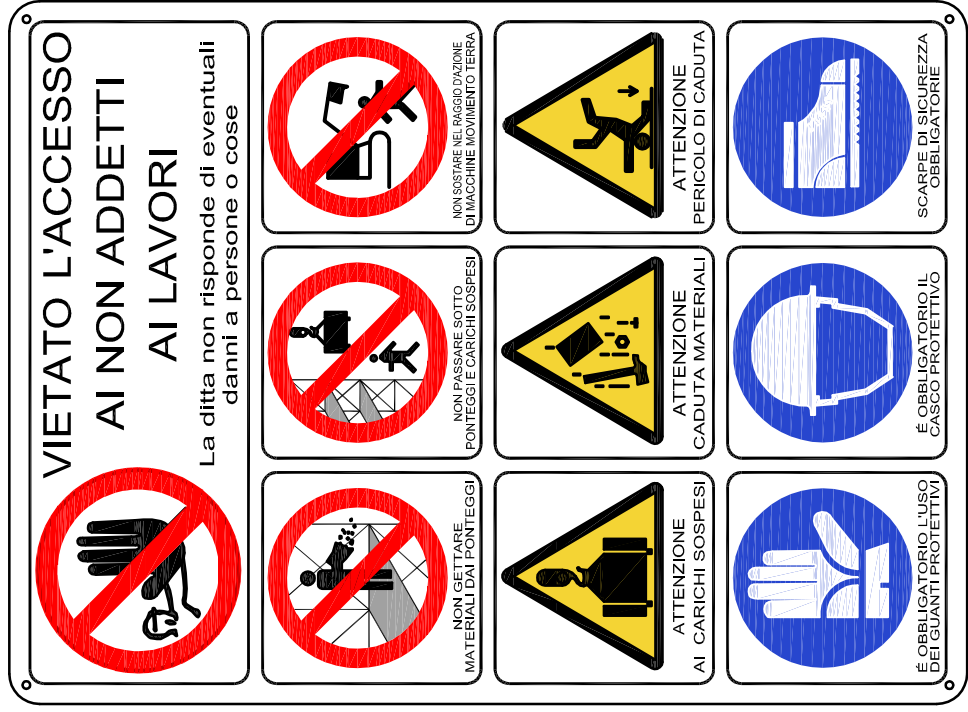 VIETATO L'ACCESSO
AI NON ADDETTI
AI LAVORI
La ditta non risponde di eventuali
danni a persone o cose
NON GETTARE
MATERIALI DAI PONTEGGI
NON PASSARE SOTTO
PONTEGGI E CARICHI SOSPESI
NON SOSTARE NEL RAGGIO D'AZIONE
DI MACCHINE MOVIMENTO TERRA
ATTENZIONE
AI CARICHI SOSPESI
ATTENZIONE
CADUTA MATERIALI
ATTENZIONE
PERICOLO DI CADUTA
É OBBLIGATORIO L'USO
DEI GUANTI PROTETTIVI
É OBBLIGATORIO IL
CASCO PROTETTIVO
SCARPE DI SICUREZZA
OBBLIGATORIE